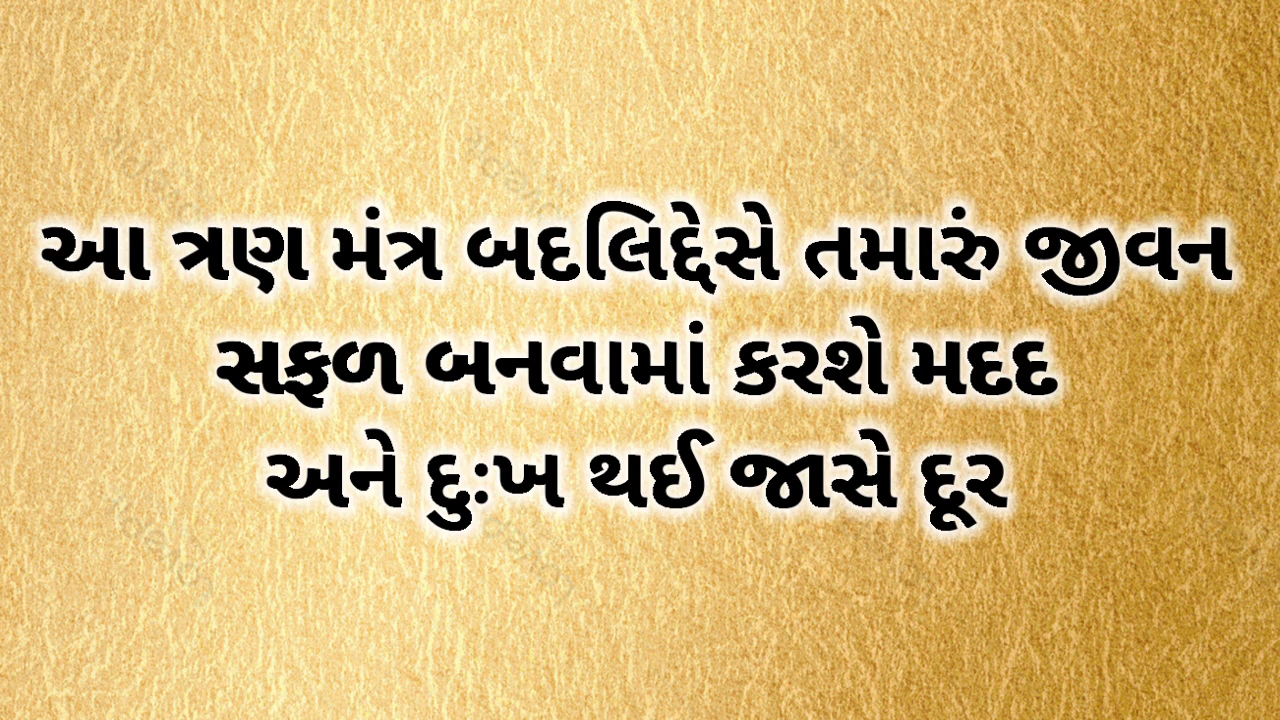 આ ત્રણ મંત્ર બદલિદ્દેસે તમારું જીવન
સફળ બનવામાં કરશે મદદ
અને દુઃખ થઈ જાસે દૂર